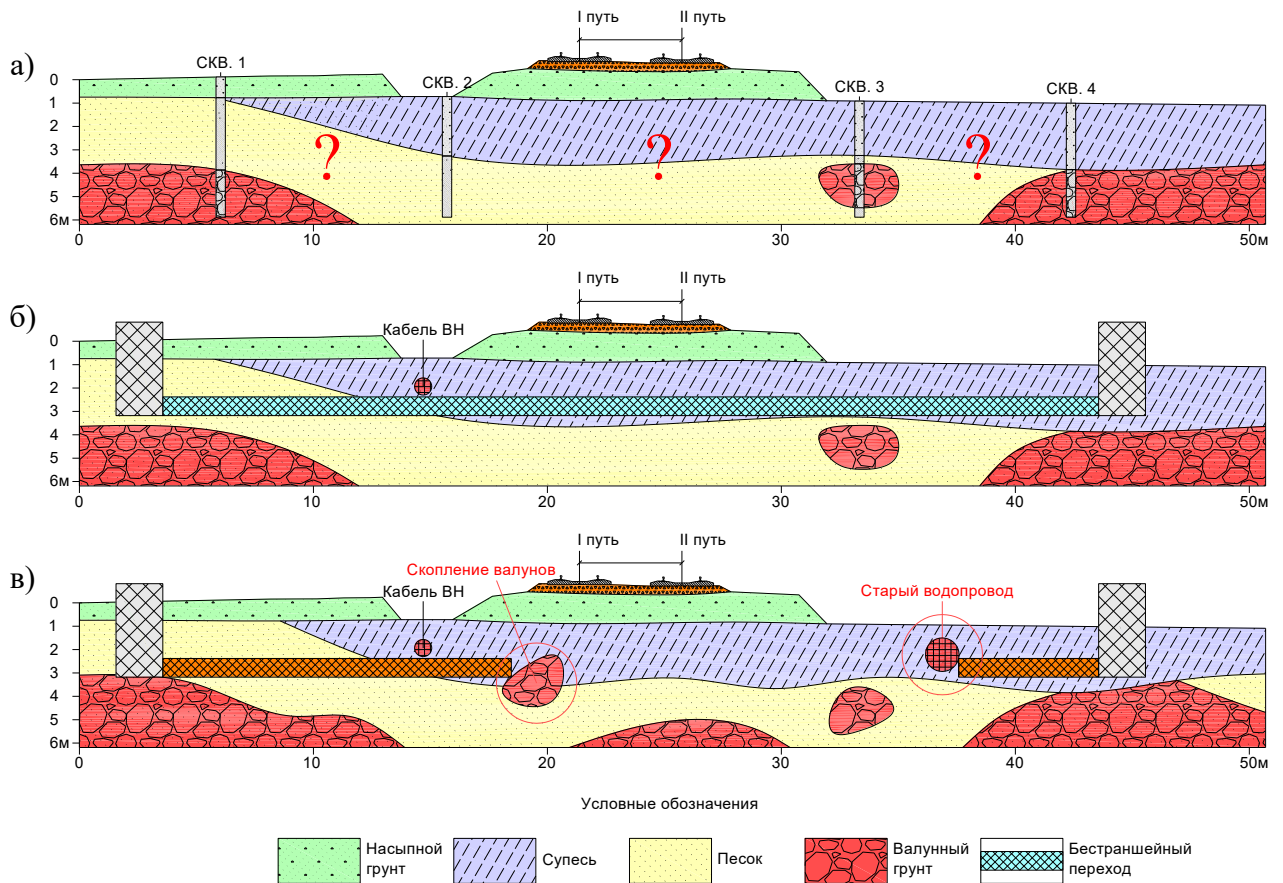 а)
I путь
II путь
СКВ. 1
СКВ. 2
СКВ. 3
СКВ. 4
0
1
2
3
4
5
6м
? ? ?
0 10 20 30 40 50м
б)
I путь
II путь
Кабель ВН
0
1
2
3
4
5
6м
0 10 20 30 40 50м
в)
I путь
II путь
Скопление валунов
Кабель ВН
Старый водопровод
0
1
2
3
4
5
6м
0 10 20 30 40 50м
Условные обозначения
Насыпной
грунт
Супесь
Песок
Валунный
грунт
Бестраншейный
переход